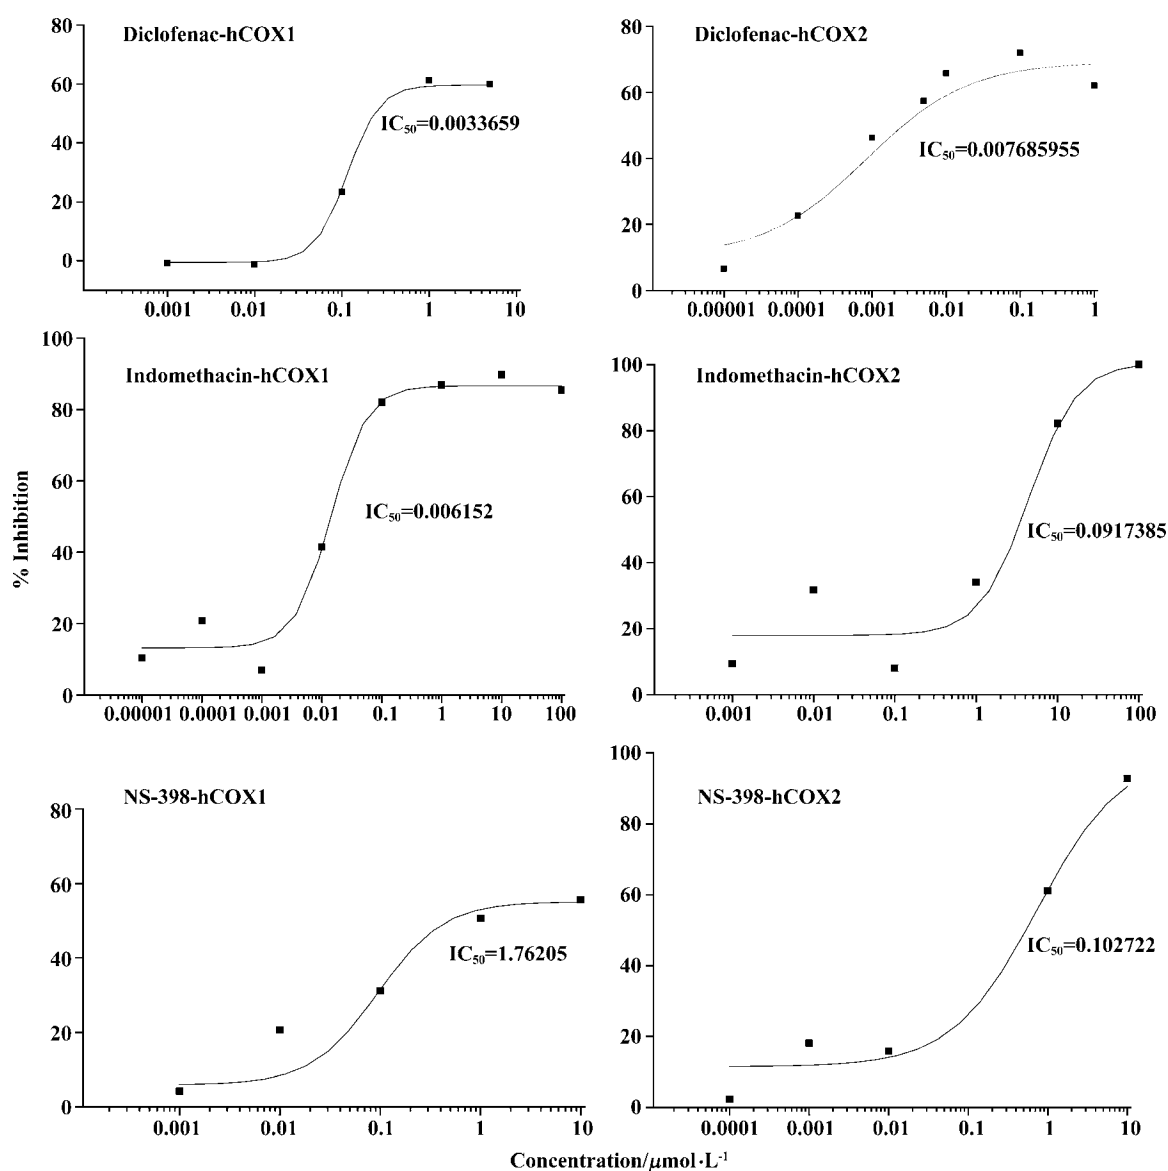 Diclofenac-hCOX1
80
60
40
20
0
IC₅₀=0.0033659
0.001 0.01 0.1 1 10
Diclofenac-hCOX2
80
60
40
20
0
IC₅₀=0.007685955
0.00001 0.0001 0.001 0.01 0.1 1
% Inhibition
Indomethacin-hCOX1
100
80
60
40
20
0
IC₅₀=0.006152
0.00001 0.0001 0.001 0.01 0.1 1 10 100
Indomethacin-hCOX2
100
80
60
40
20
0
IC₅₀=0.0917385
0.001 0.01 0.1 1 10 100
NS-398-hCOX1
80
60
40
20
0
IC₅₀=1.76205
0.001 0.01 0.1 1 10
NS-398-hCOX2
100
80
60
40
20
0
IC₅₀=0.102722
0.0001 0.001 0.01 0.1 1 10
Concentration/μmol·L⁻¹